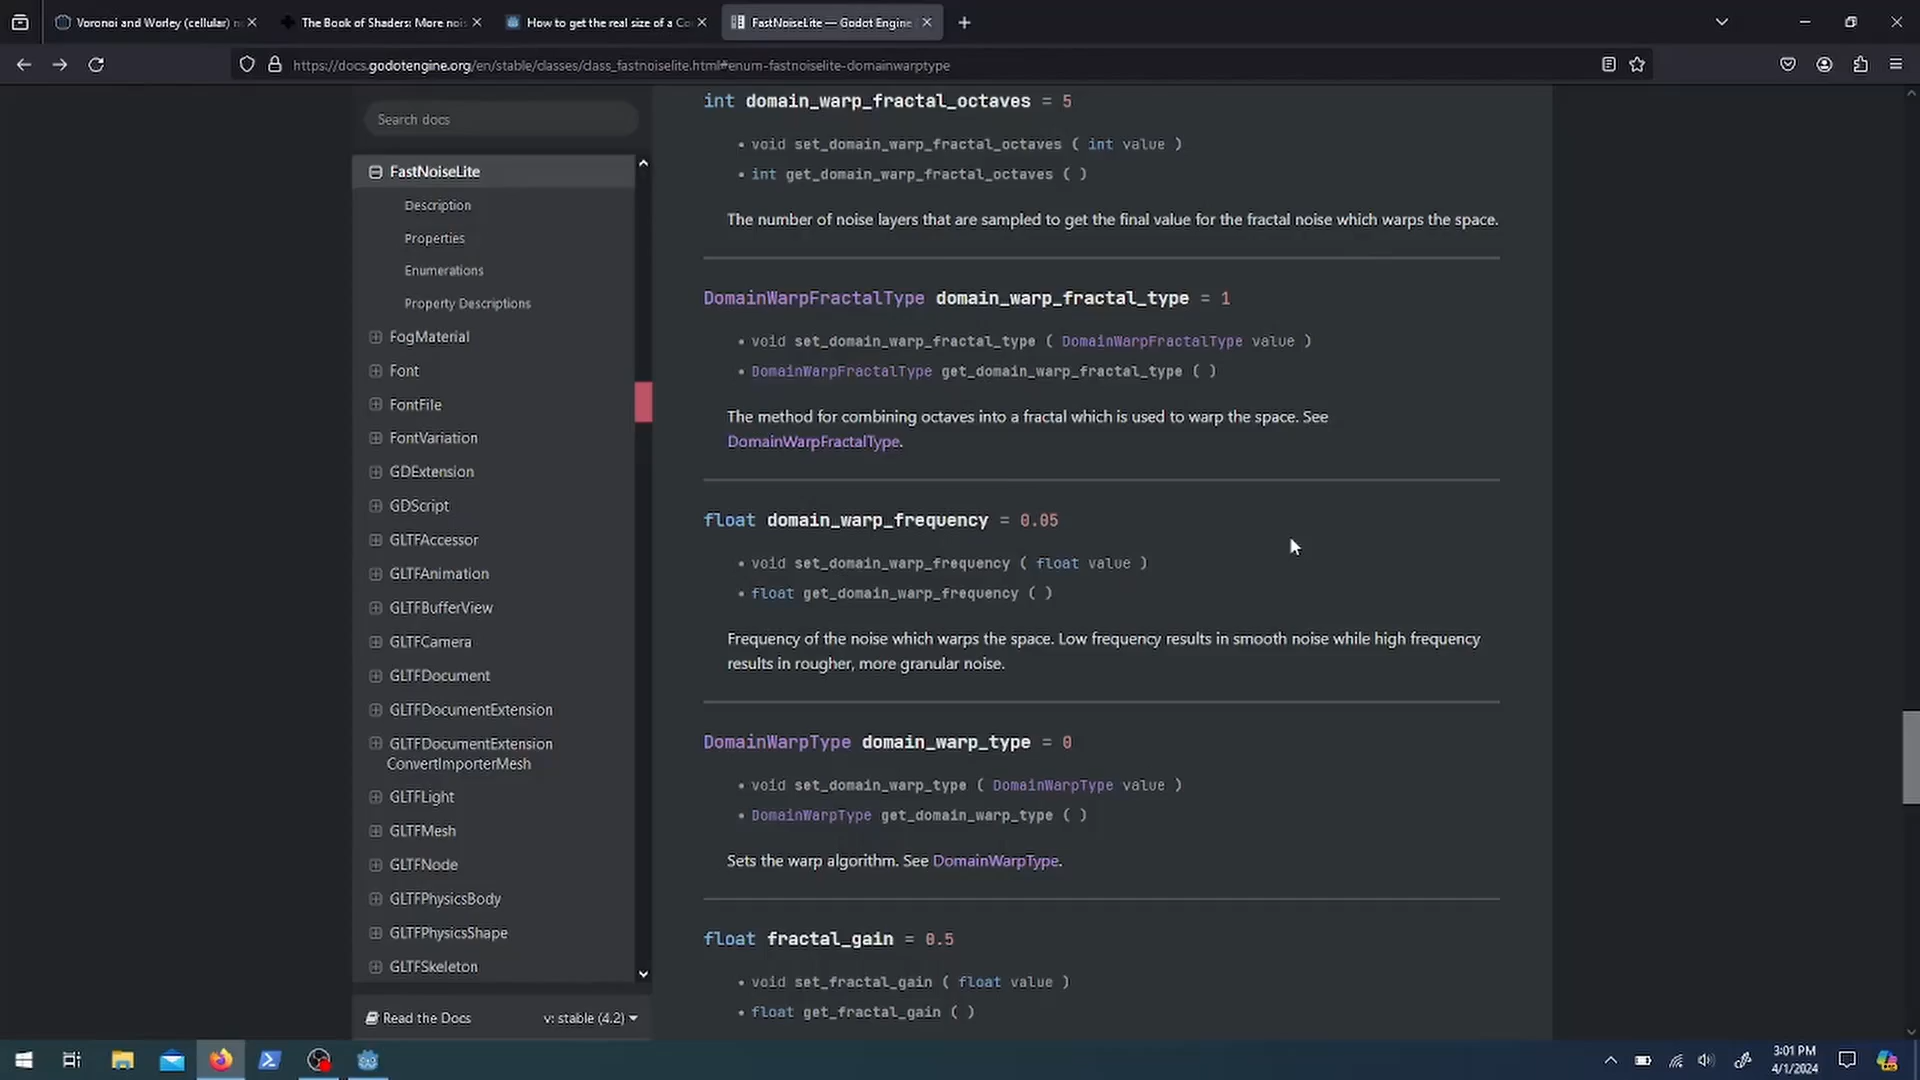 Voronoi and Worley (cellular) n
The Book of Shaders: More noi
How to get the real size of a Co
FastNoiseLite — Godot Engine
https://docs.godotengine.org/en/stable/classes/class_fastnoiselite.html#enum-fastnoiselite-domainwarptype
Search docs
FastNoiseLite
Description
Properties
Enumerations
Property Descriptions
FogMaterial
Font
FontFile
FontVariation
GDExtension
GDScript
GLTFAccessor
GLTFAnimation
GLTFBufferView
GLTFCamera
GLTFDocument
GLTFDocumentExtension
GLTFDocumentExtension
ConvertImporterMesh
GLTFLight
GLTFMesh
GLTFNode
GLTFPhysicsBody
GLTFPhysicsShape
GLTFSkeleton
Read the Docs
v: stable (4.2)
int domain_warp_fractal_octaves = 5
• void set_domain_warp_fractal_octaves ( int value )
• int get_domain_warp_fractal_octaves ( )
The number of noise layers that are sampled to get the final value for the fractal noise which warps the space.
DomainWarpFractalType domain_warp_fractal_type = 1
• void set_domain_warp_fractal_type ( DomainWarpFractalType value )
• DomainWarpFractalType get_domain_warp_fractal_type ( )
The method for combining octaves into a fractal which is used to warp the space. See
DomainWarpFractalType.
float domain_warp_frequency = 0.05
• void set_domain_warp_frequency ( float value )
• float get_domain_warp_frequency ( )
Frequency of the noise which warps the space. Low frequency results in smooth noise while high frequency
results in rougher, more granular noise.
DomainWarpType domain_warp_type = 0
• void set_domain_warp_type ( DomainWarpType value )
• DomainWarpType get_domain_warp_type ( )
Sets the warp algorithm. See DomainWarpType.
float fractal_gain = 0.5
• void set_fractal_gain ( float value )
• float get_fractal_gain ( )
3:01 PM
4/1/2024